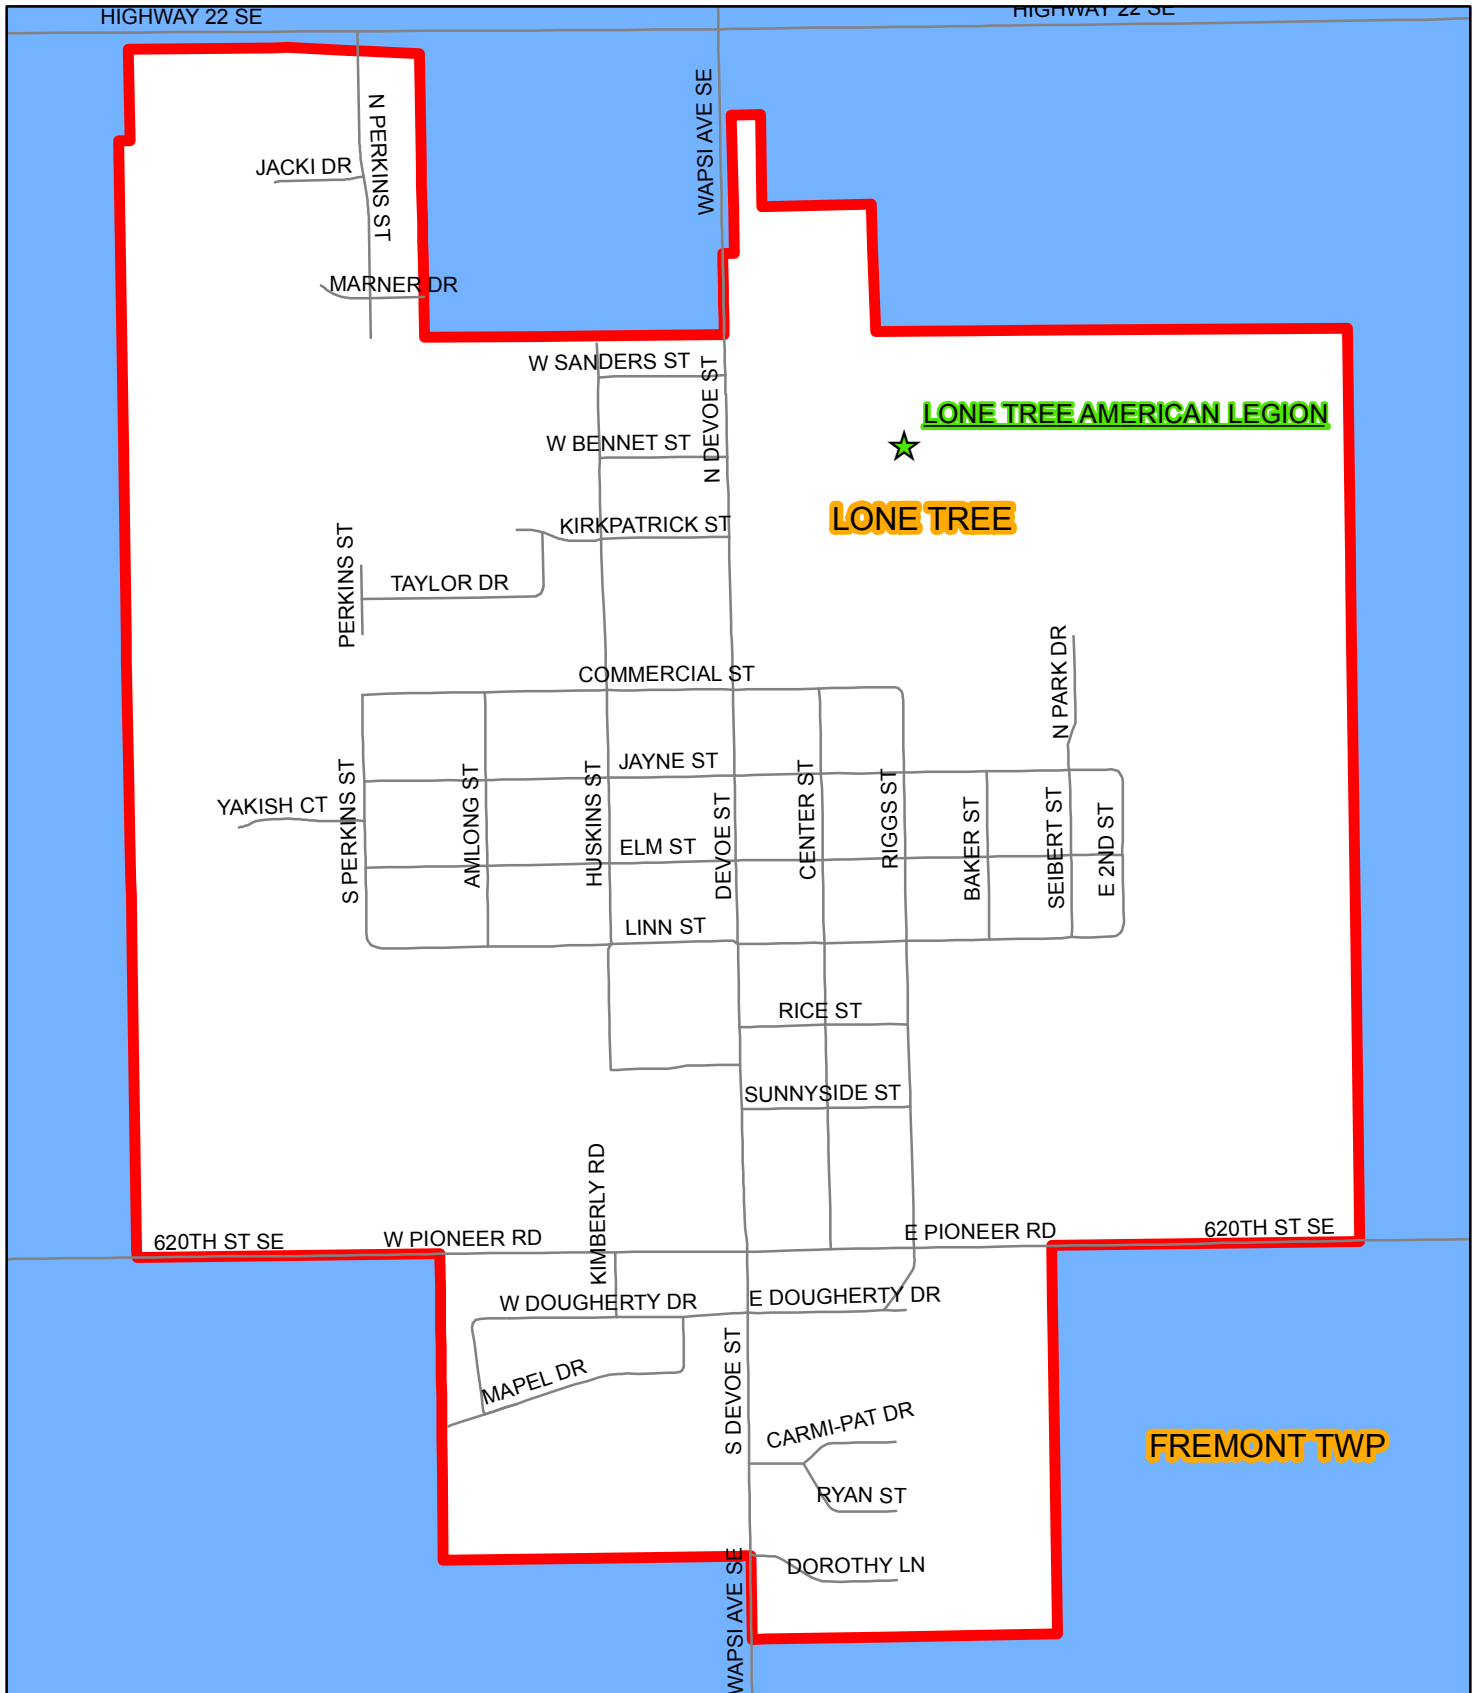 HIGHWAY 22 SE
HIGHWAY 22 SE
WAPSI AVE SE
N PERKINS ST
JACKI DR
MARNER DR
W SANDERS ST
N DEVOE ST
LONE TREE AMERICAN LEGION
W BENNET ST
LONE TREE
KIRKPATRICK ST
PERKINS ST
TAYLOR DR
N PARK DR
COMMERCIAL ST
JAYNE ST
YAKISH CT
S PERKINS ST
AMLONG ST
HUSKINS ST
DEVOE ST
CENTER ST
RIGGS ST
BAKER ST
SEIBERT ST
E 2ND ST
ELM ST
LINN ST
RICE ST
SUNNYSIDE ST
KIMBERLY RD
620TH ST SE
W PIONEER RD
E PIONEER RD
620TH ST SE
W DOUGHERTY DR
E DOUGHERTY DR
MAPEL DR
S DEVOE ST
CARMI-PAT DR
FREMONT TWP
RYAN ST
DOROTHY LN
WAPSI AVE SE